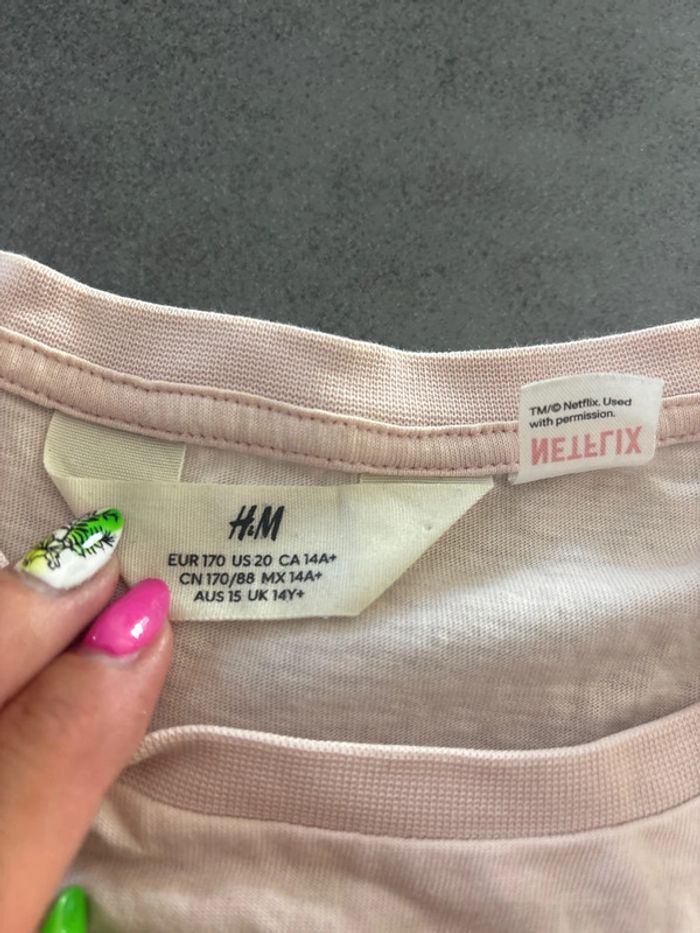 TM/© Netflix. Used
with permission.
NETFLIX
H&M
EUR 170 US 20 CA 14A+
CN 170/88 MX 14A+
AUS 15 UK 14Y+